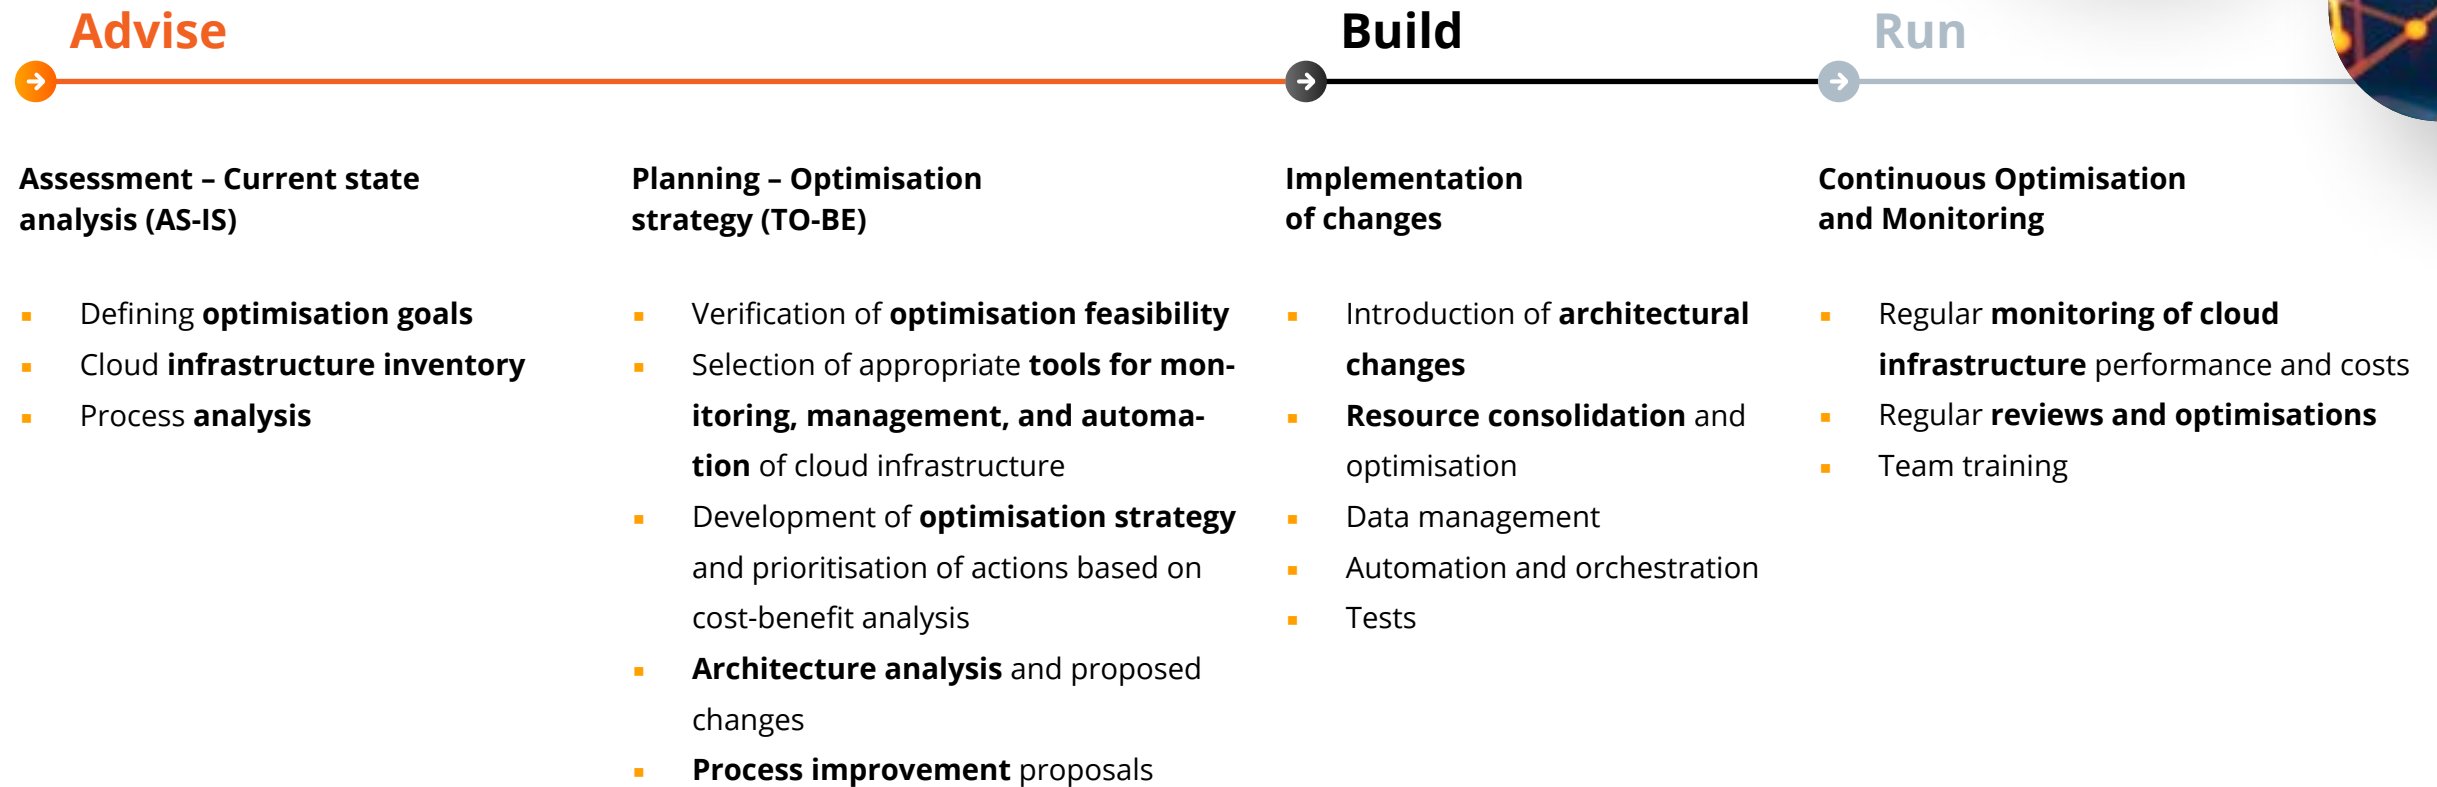 Advise
Build
Run
Assessment – Current state
analysis (AS-IS)
Defining optimisation goals
Cloud infrastructure inventory
Process analysis
Planning – Optimisation
strategy (TO-BE)
Verification of optimisation feasibility
Selection of appropriate tools for mon-
itoring, management, and automa-
tion of cloud infrastructure
Development of optimisation strategy
and prioritisation of actions based on
cost-benefit analysis
Architecture analysis and proposed
changes
Process improvement proposals
Implementation
of changes
Introduction of architectural
changes
Resource consolidation and
optimisation
Data management
Automation and orchestration
Tests
Continuous Optimisation
and Monitoring
Regular monitoring of cloud
infrastructure performance and costs
Regular reviews and optimisations
Team training